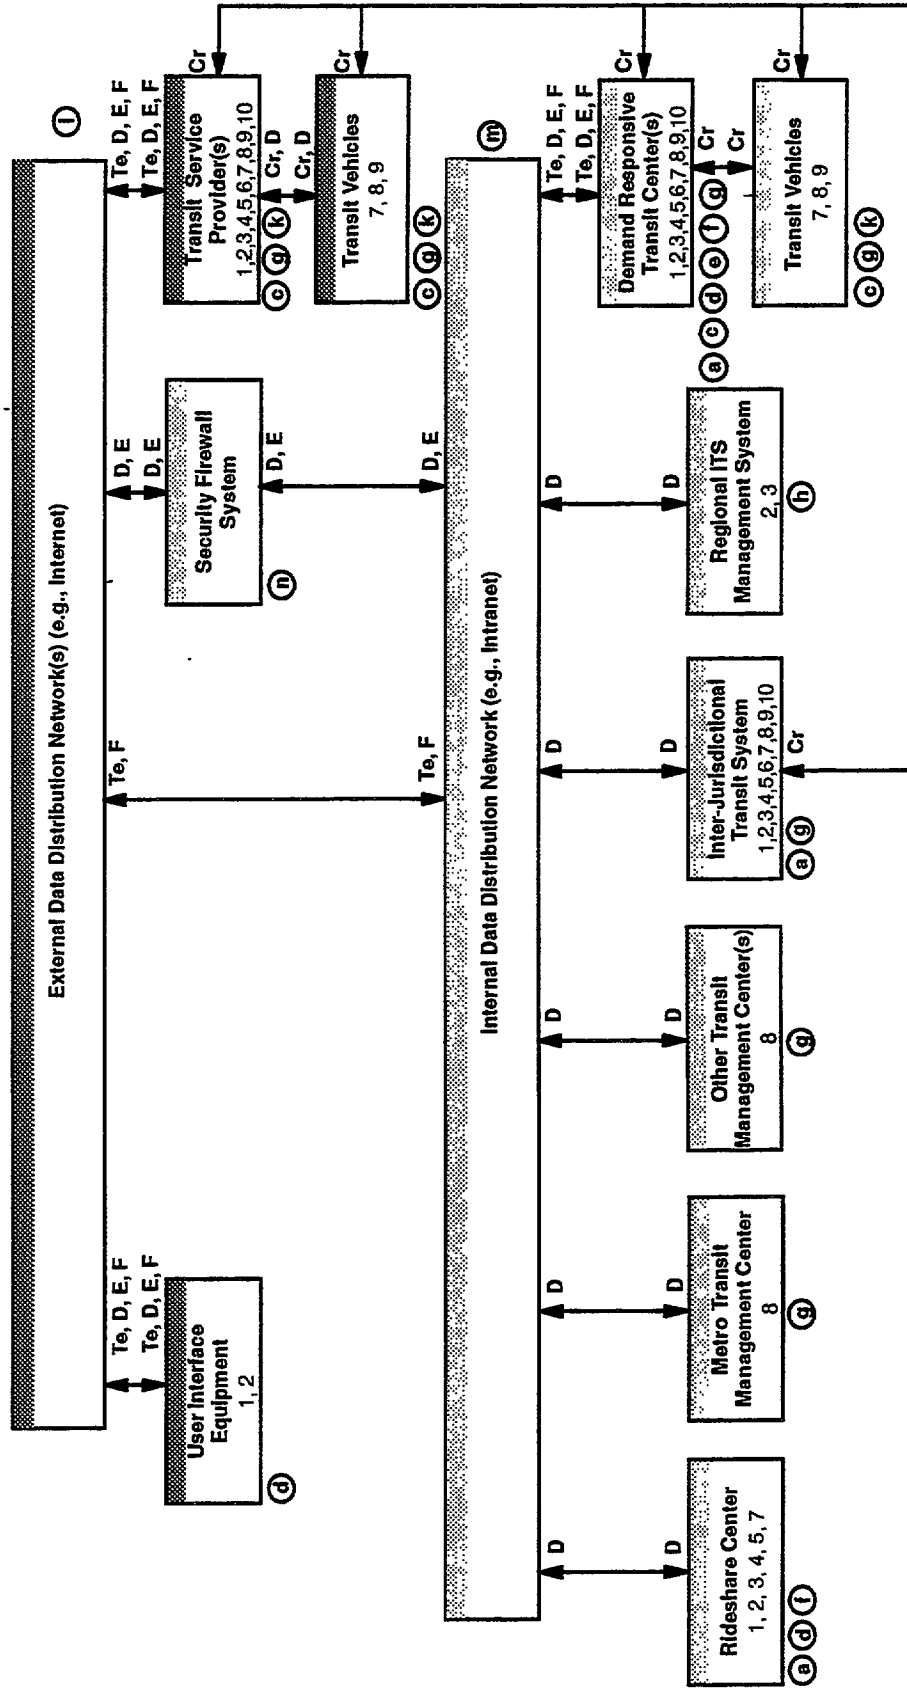 External Data Distribution Network(s) (e.g., Internet)
l
Te, D, E, F
Te, D, E, F
User Interface
Equipment
1, 2
d
Te, F
Te, F
D, E
D, E
Security Firewall
System
n
D, E
D, E
Te, D, E, F
Te, D, E, F
Transit Service
Provider(s)
1,2,3,4,5,6,7,8,9,10
Cr
c g k
Cr, D
Cr, D
Transit Vehicles
7, 8, 9
Cr
c g k
Internal Data Distribution Network (e.g., Intranet)
m
D
D
Rideshare Center
1, 2, 3, 4, 5, 7
a d f
D
D
Metro Transit
Management Center
8
g
D
D
Other Transit
Management Center(s)
8
g
D
D
Inter-Jurisdictional
Transit System
1,2,3,4,5,6,7,8,9,10
a g
Cr
D
D
Regional ITS
Management System
2, 3
h
Te, D, E, F
Te, D, E, F
Demand Responsive
Transit Center(s)
1,2,3,4,5,6,7,8,9,10
Cr
a c d e f g
Cr
Cr
Transit Vehicles
7, 8, 9
Cr
c g k